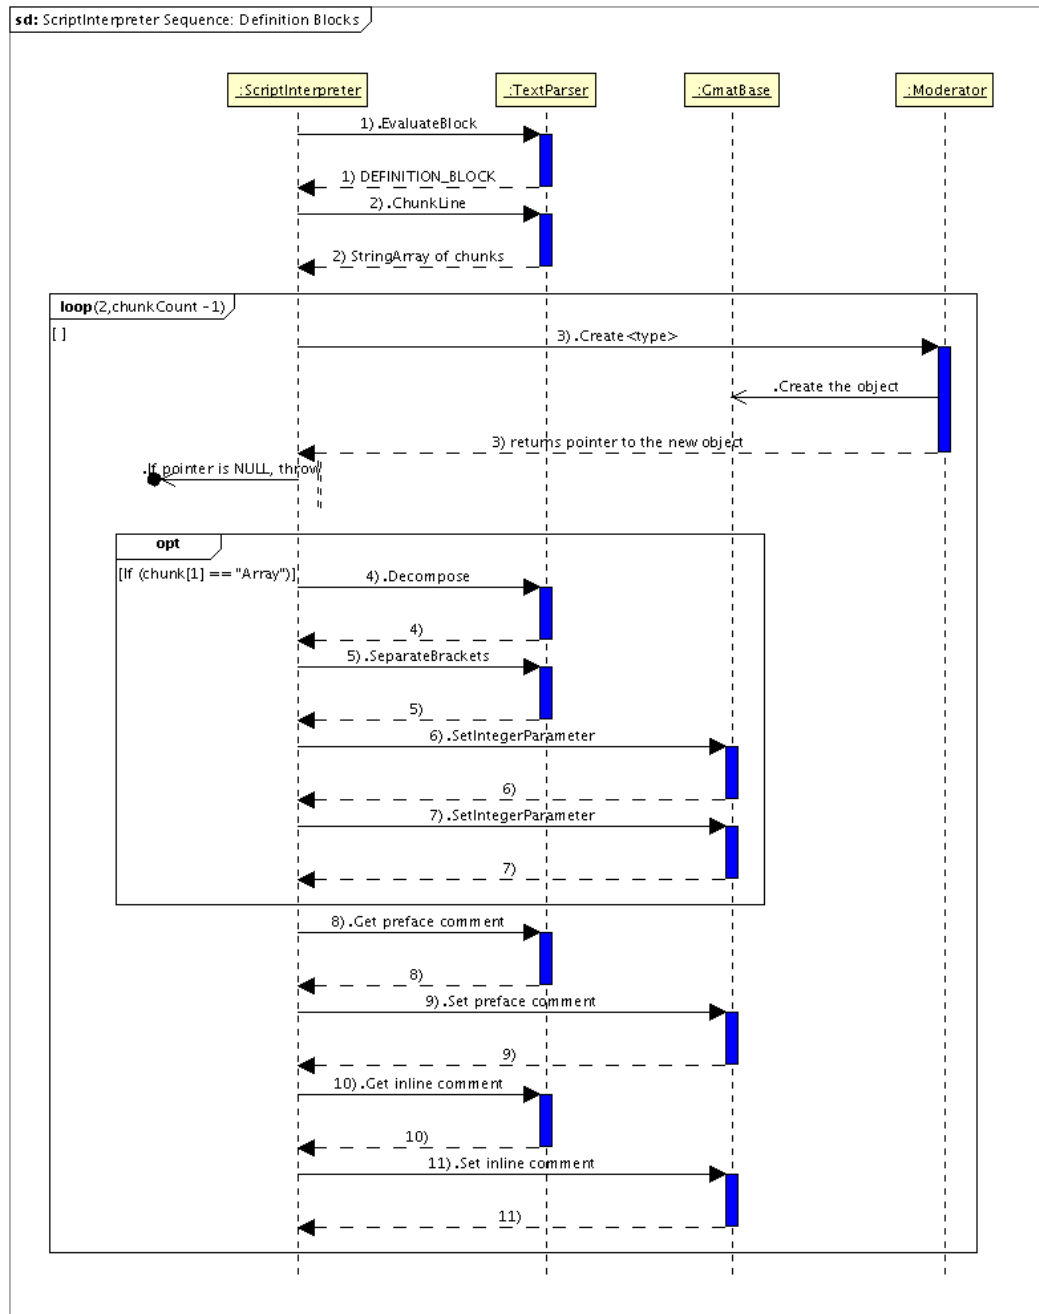 sd: ScriptInterpreter Sequence: Definition Blocks
:ScriptInterpreter
:TextParser
:GmatBase
:Moderator
1).EvaluateBlock
1) DEFINITION_BLOCK
2).ChunkLine
2) StringArray of chunks
loop(2,chunkCount -1)
[ ]
3).Create<type>
.Create the object
3) returns pointer to the new object
.If pointer is NULL, throw
opt
[If (chunk[1] == "Array")]
4).Decompose
4)
5).SeparateBrackets
5)
6).SetIntegerParameter
6)
7).SetIntegerParameter
7)
8).Get preface comment
8)
9).Set preface comment
9)
10).Get inline comment
10)
11).Set inline comment
11)